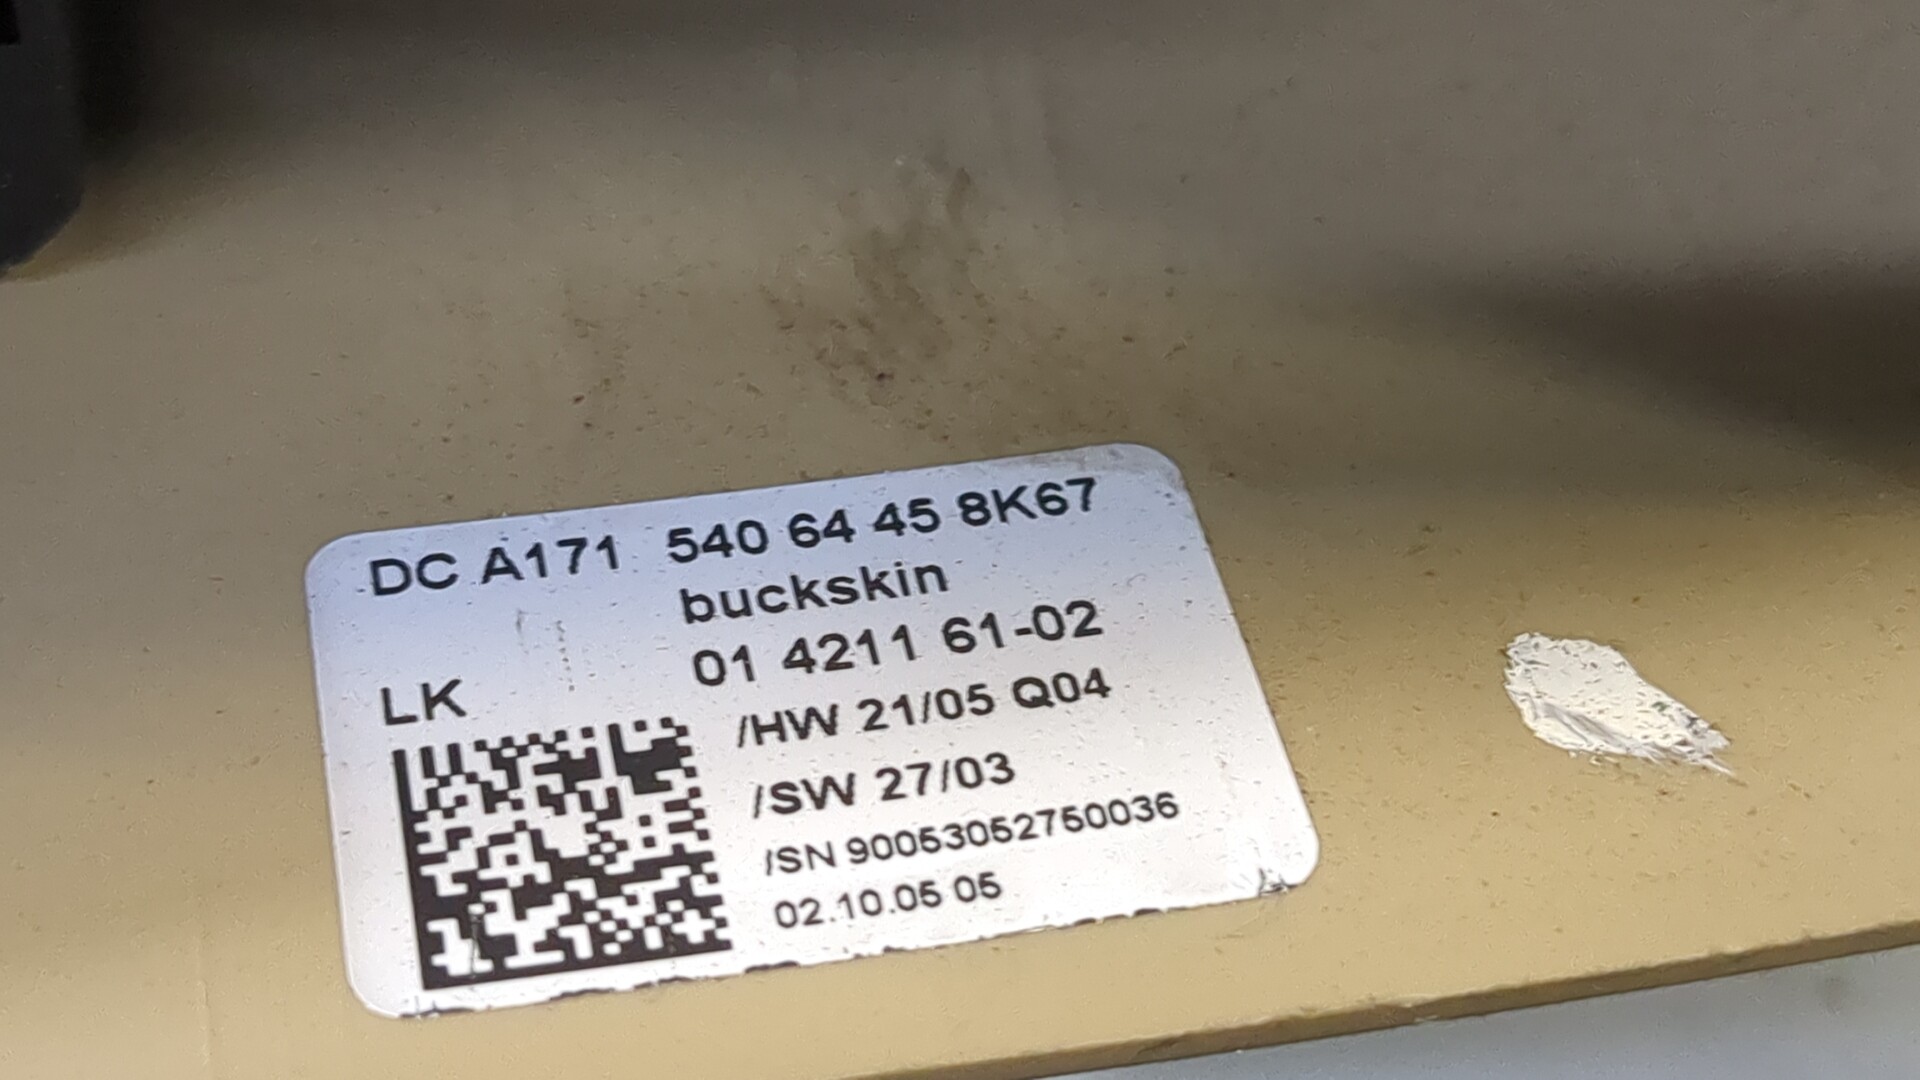 DC A171 540 64 45 8K67
buckskin
01 4211 61-02
LK
/HW 21/05 Q04
/SW 27/03
/SN 90053052750036
02.10.05 05